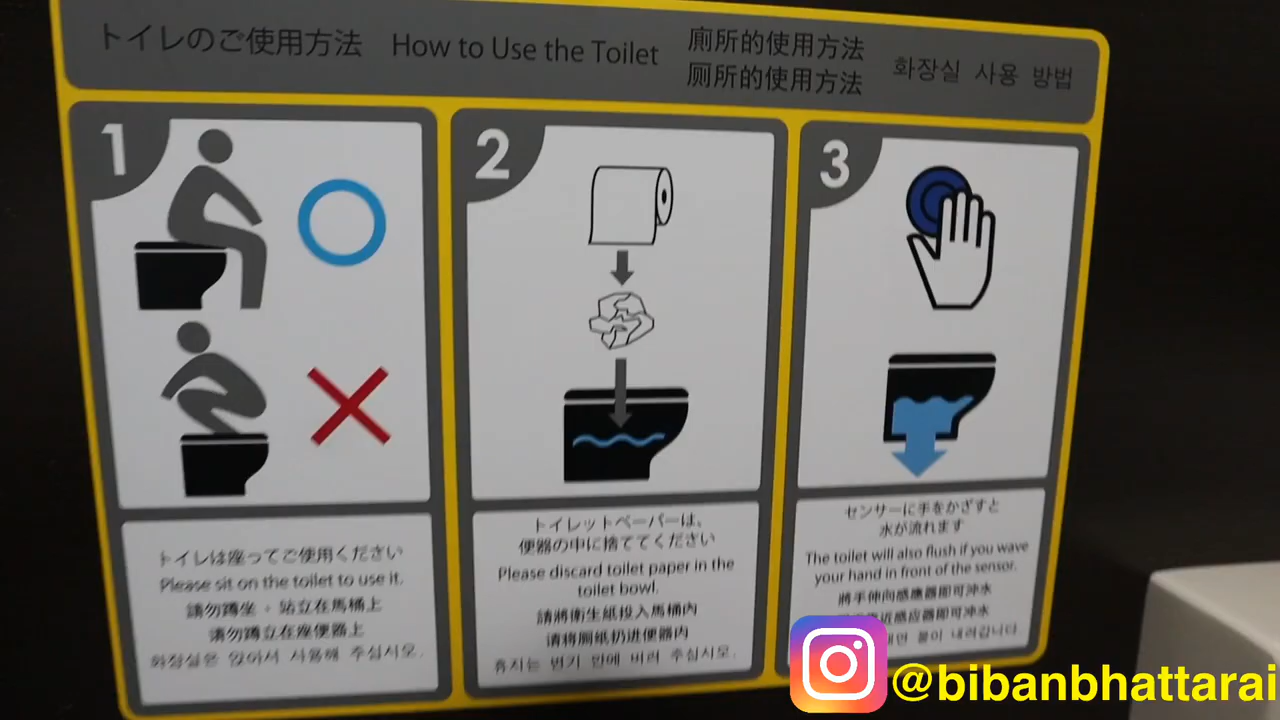 トイレのご使用方法
How to Use the Toilet
廁所的使用方法
厕所的使用方法
화장실 사용 방법
1
トイレは座ってご使用ください
Please sit on the toilet to use it.
請勿蹲坐。站立在馬桶上
请勿蹲立在座便器上
화장실은 앉아서 사용해 주십시오.
2
トイレットペーパーは、
便器の中に捨ててください
Please discard toilet paper in the
toilet bowl.
請將衛生紙投入馬桶內
请将厕纸扔进便器内
휴지는 변기 안에 버려 주십시오.
3
センサーに手をかざすと
水が流れます
The toilet will also flush if you wave
your hand in front of the sensor.
將手伸向感應器即可沖水
近感应器即可冲水
물이 내려갑니다
@bibanbhattarai